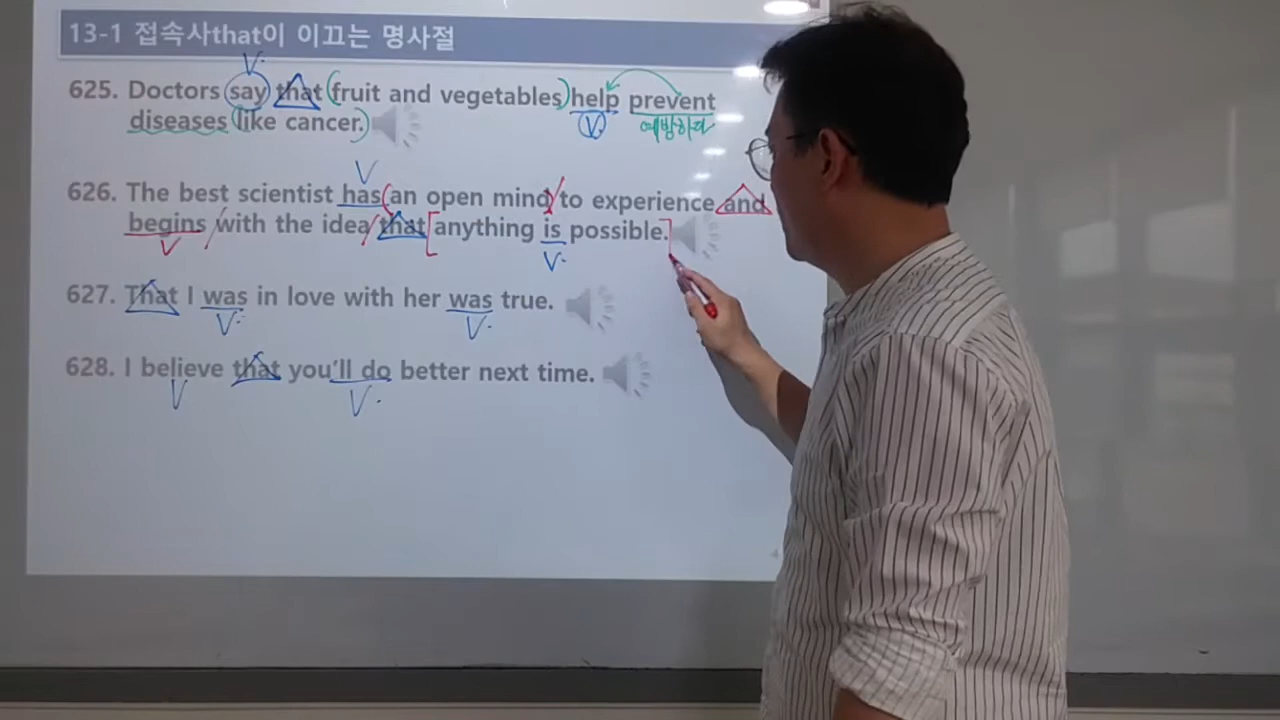 13-1 접속사that이 이끄는 명사절
V.
625. Doctors say that fruit and vegetables help prevent
diseases like cancer.
V. 예방하다
V
626. The best scientist has an open mind to experience and
begins with the idea that anything is possible.
V V.
627. That I was in love with her was true.
V. V.
628. I believe that you'll do better next time.
V V.